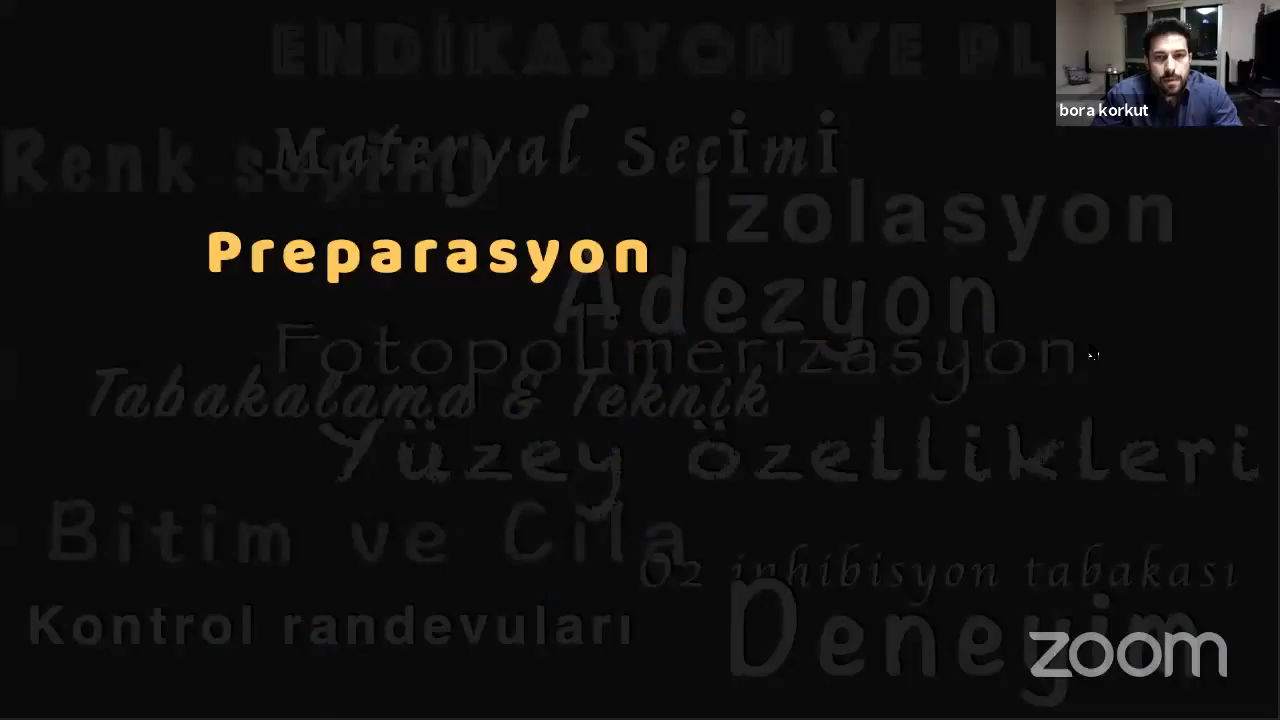 ENDİKASYON VE PL
bora korkut
Materyal Seçimi
Renk seçimi
İzolasyon
Preparasyon
Adezyon
Fotopolimerizasyon
Tabakalama & Teknik
Yüzey özellikleri
Bitim ve Cila
O2 inhibisyon tabakası
Kontrol randevuları
Deneyim
zoom